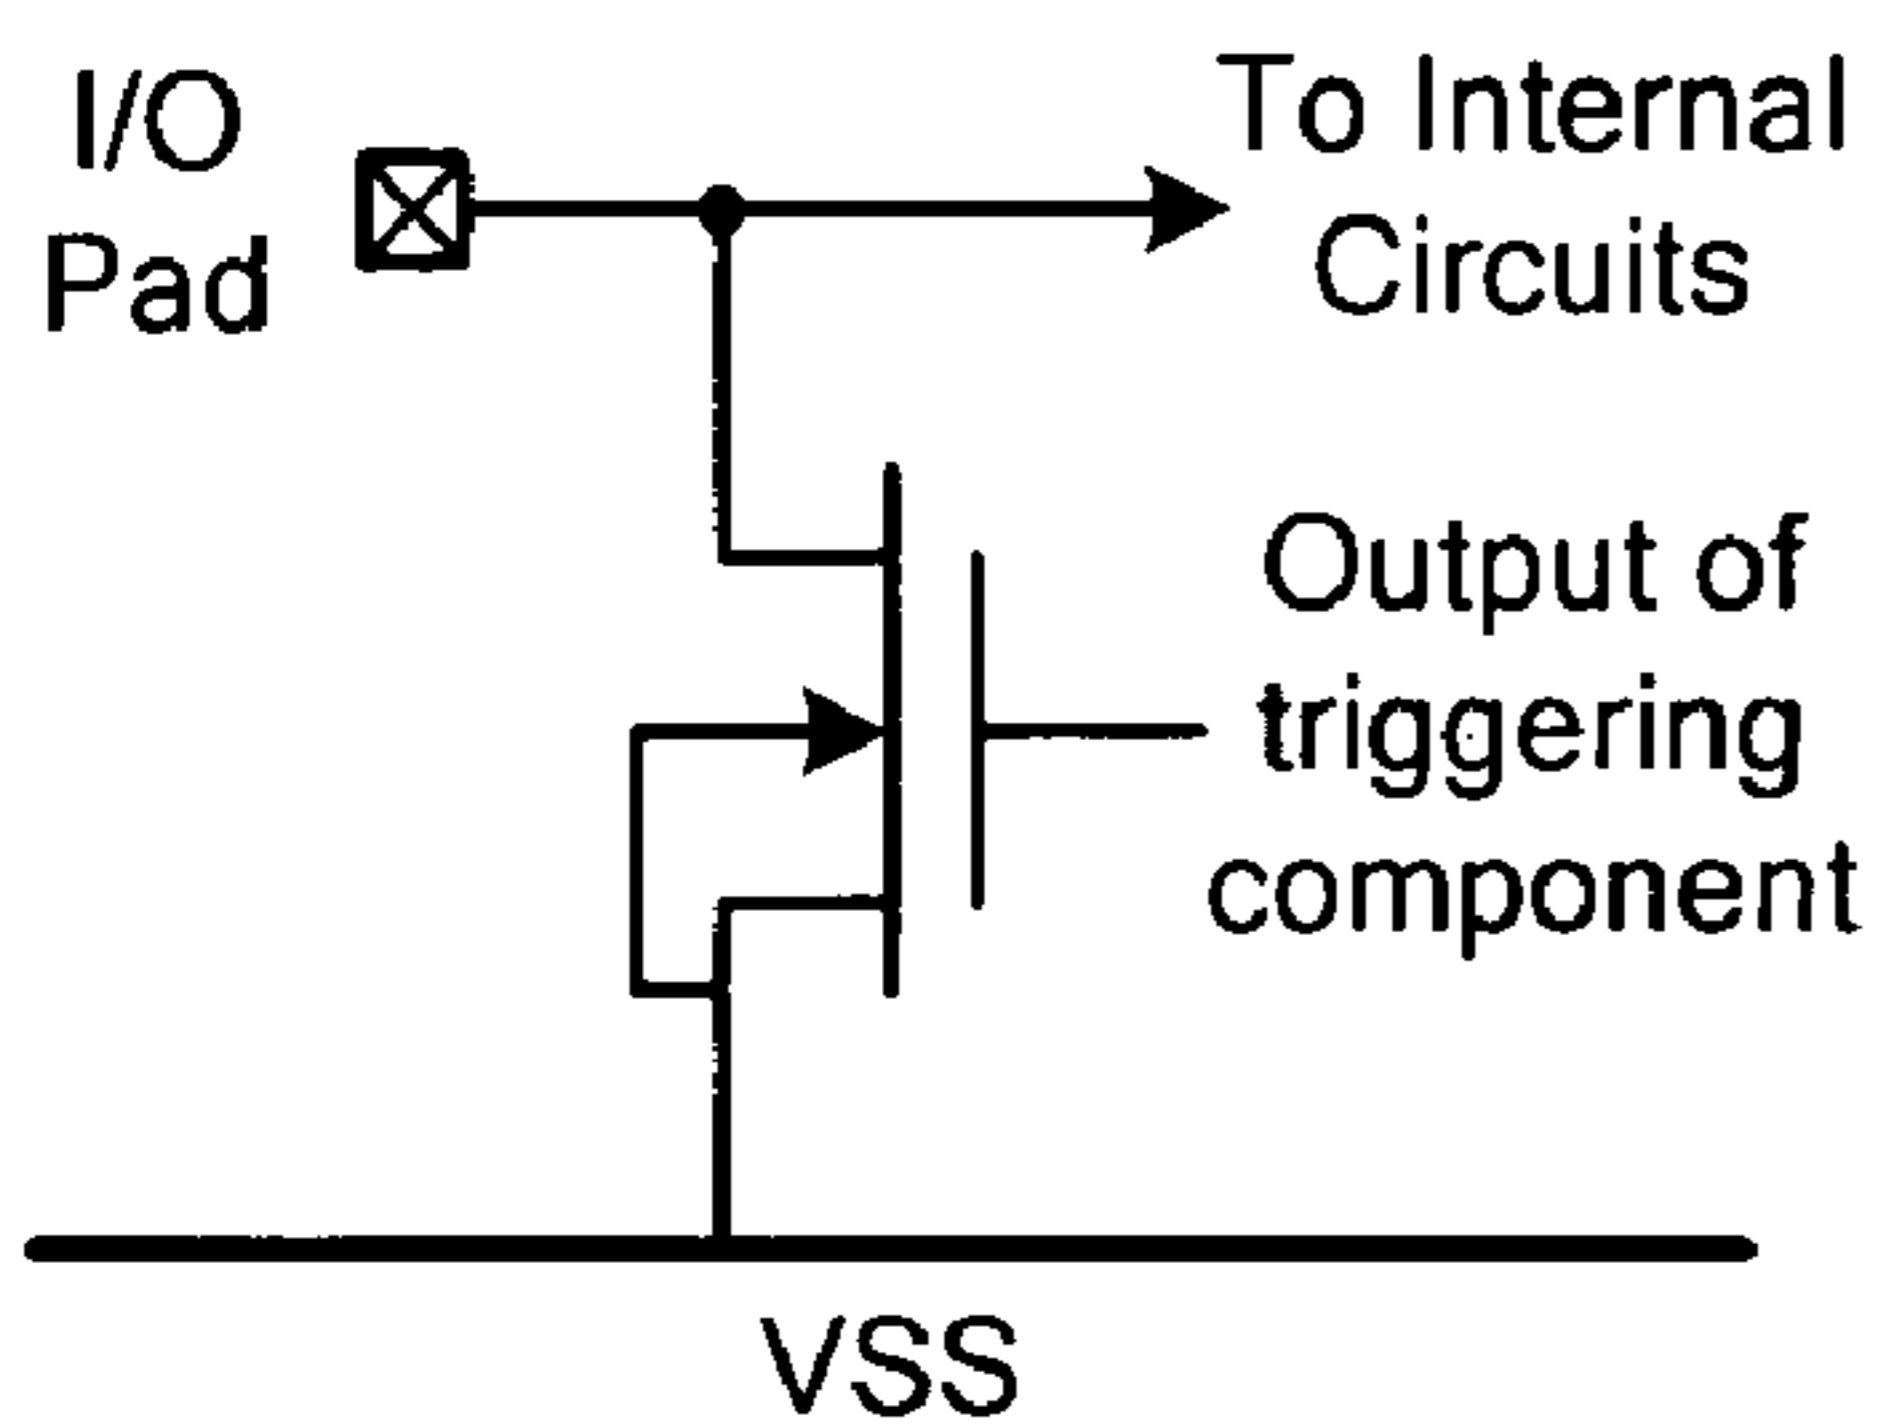 I/O
Pad
To Internal
Circuits
Output of
triggering
component
VSS